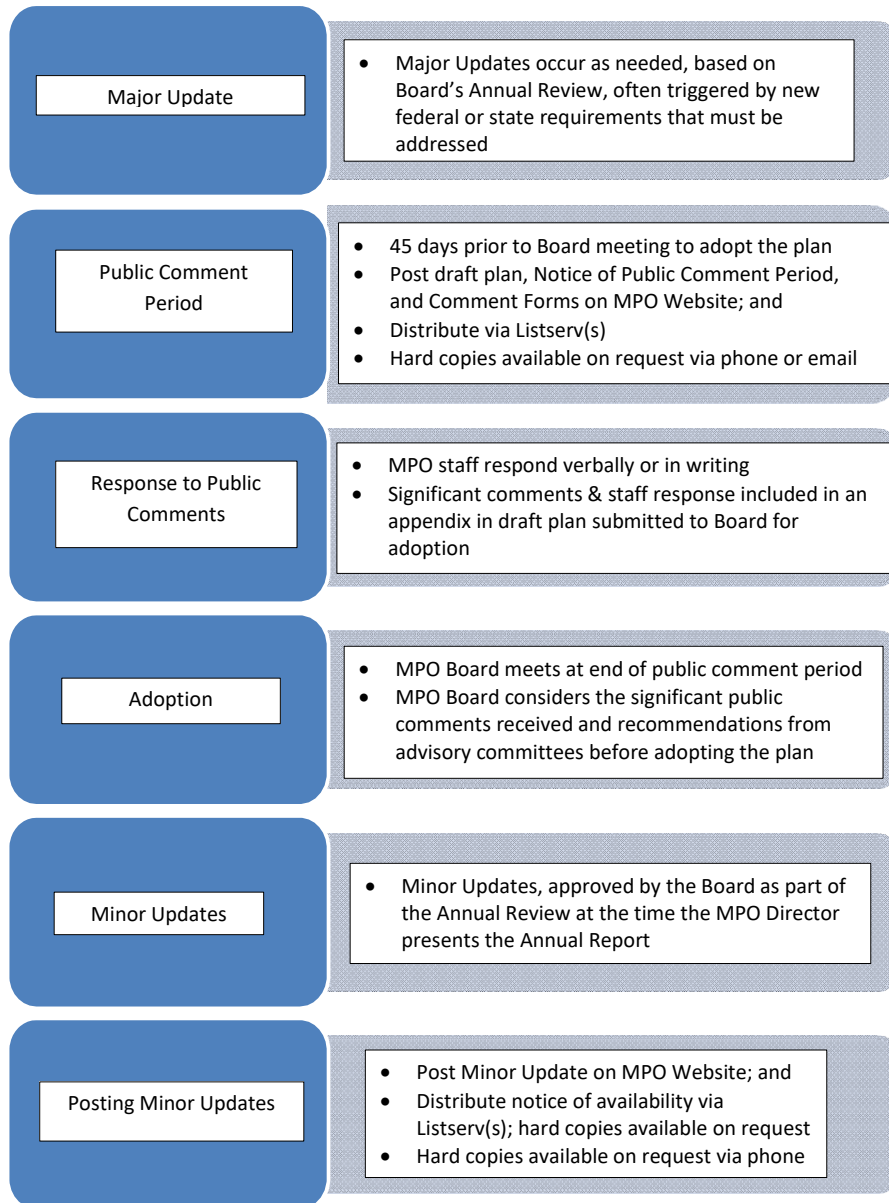 Major Update
• Major Updates occur as needed, based on
Board’s Annual Review, often triggered by new
federal or state requirements that must be
addressed
Public Comment
Period
• 45 days prior to Board meeting to adopt the plan
• Post draft plan, Notice of Public Comment Period,
and Comment Forms on MPO Website; and
• Distribute via Listserv(s)
• Hard copies available on request via phone or email
Response to Public
Comments
• MPO staff respond verbally or in writing
• Significant comments & staff response included in an
appendix in draft plan submitted to Board for
adoption
Adoption
• MPO Board meets at end of public comment period
• MPO Board considers the significant public
comments received and recommendations from
advisory committees before adopting the plan
Minor Updates
• Minor Updates, approved by the Board as part of
the Annual Review at the time the MPO Director
presents the Annual Report
Posting Minor Updates
• Post Minor Update on MPO Website; and
• Distribute notice of availability via
Listserv(s); hard copies available on request
• Hard copies available on request via phone